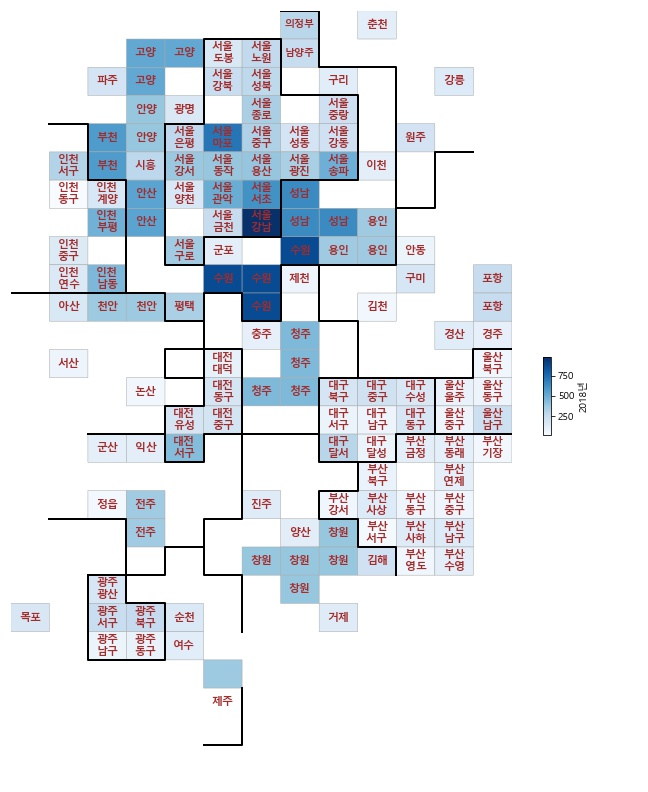 의정부 춘천
고양 고양 서울 도봉 서울 노원 남양주
파주 고양 서울 강북 서울 성북 구리 강릉
안양 광명 서울 종로 서울 중랑
부천 안양 서울 은평 서울 마포 서울 중구 서울 성동 서울 강동 원주
인천 서구 부천 시흥 서울 강서 서울 동작 서울 용산 서울 광진 서울 송파 이천
인천 동구 인천 계양 안산 서울 양천 서울 관악 서울 서초 성남
인천 부평 안산 서울 금천 서울 강남 성남 성남 용인
인천 중구 서울 구로 군포 수원 용인 용인 안동
인천 연수 인천 남동 수원 수원 제천 구미 포항
아산 천안 천안 평택 수원 김천 포항
충주 청주 경산 경주
서산 대전 대덕 청주 울산 북구
논산 대전 동구 청주 청주 대구 북구 대구 중구 대구 수성 울산 울주 울산 동구
대전 유성 대전 중구 대구 서구 대구 남구 대구 동구 울산 중구 울산 남구
군산 익산 대전 서구 대구 달서 대구 달성 부산 금정 부산 동래 부산 기장
부산 북구 부산 연제
정읍 전주 진주 부산 강서 부산 사상 부산 동구 부산 중구
전주 양산 창원 부산 서구 부산 사하 부산 남구
창원 창원 창원 김해 부산 영도 부산 수영
광주 광산 창원
목포 광주 서구 광주 북구 순천 거제
광주 남구 광주 동구 여수
제주
750
500
250
2018년